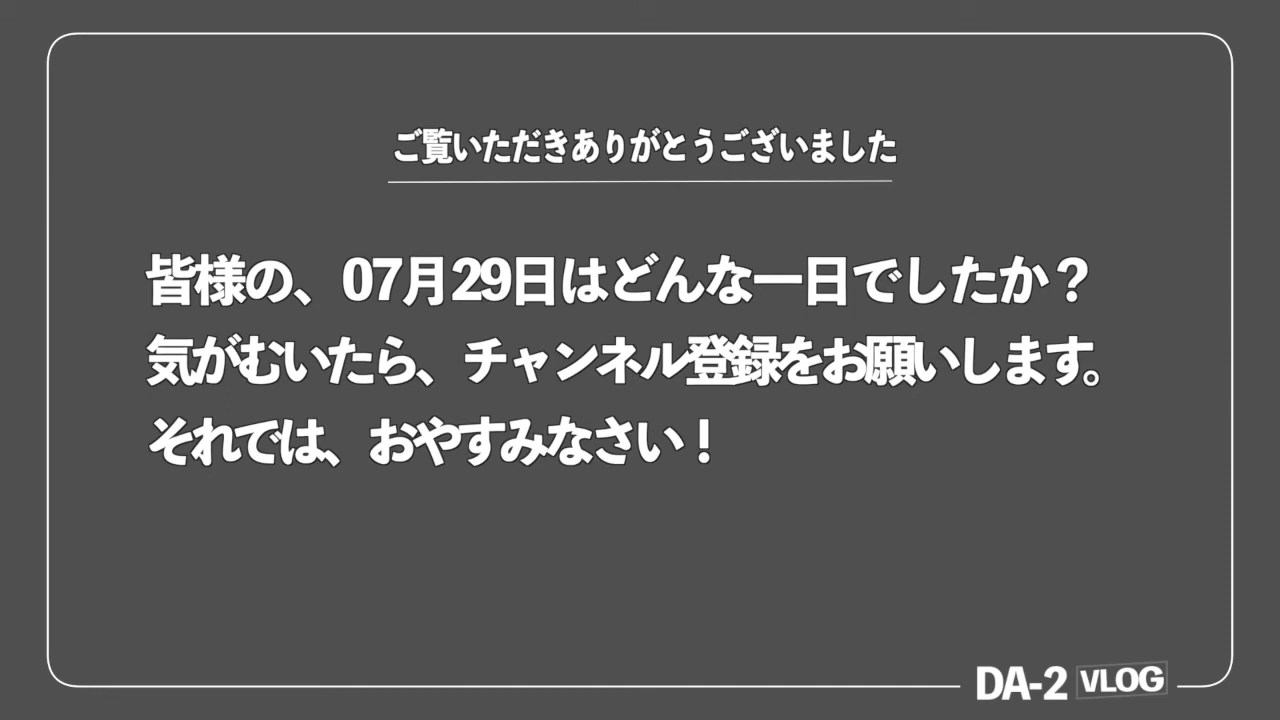 ご覧いただきありがとうございました
皆様の、07月29日はどんな一日でしたか？
気がむいたら、チャンネル登録をお願いします。
それでは、おやすみなさい！
DA-2 VLOG